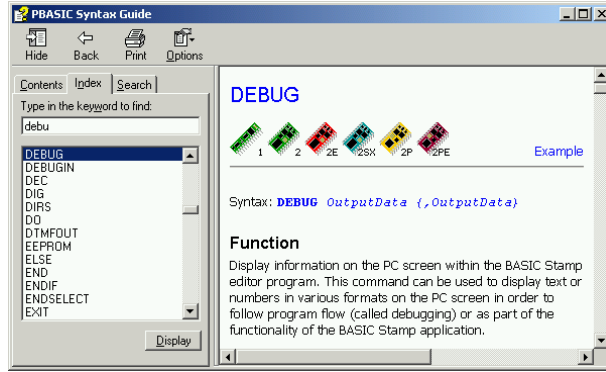 PBASIC Syntax Guide
Hide Back Print Options
Contents Index Search
Type in the keyword to find:
debu
DEBUG
DEBUGIN
DEC
DIG
DIRS
DO
DTMFOUT
EEPROM
ELSE
END
ENDIF
ENDSELECT
EXIT
Display
DEBUG
1 2 2E 2SX 2P 2PE
Example
Syntax: DEBUG OutputData {,OutputData}
Function
Display information on the PC screen within the BASIC Stamp
editor program. This command can be used to display text or
numbers in various formats on the PC screen in order to
follow program flow (called debugging) or as part of the
functionality of the BASIC Stamp application.